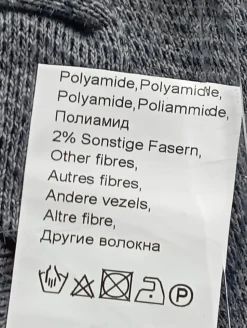 Polyamide, Polyamide,
Polyamide, Poliammide,
Полиамид
2% Sonstige Fasern,
Other fibres,
Autres fibres,
Andere vezels,
Altre fibre,
Другие волокна
P